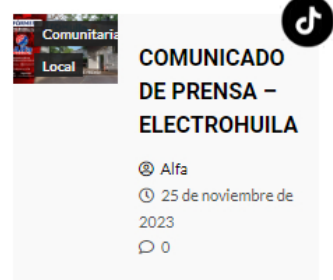 Comunitaria
Local
COMUNICADO
DE PRENSA –
ELECTROHUILA
Alfa
25 de noviembre de
2023
0